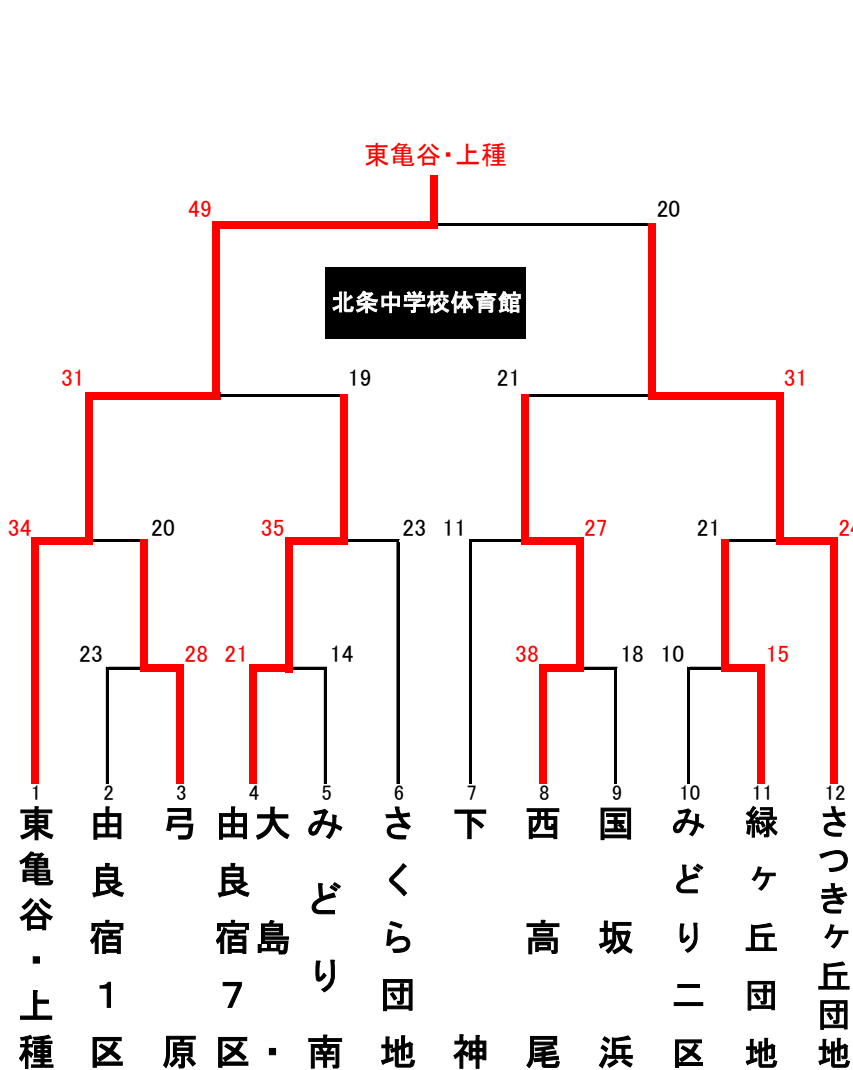 東亀谷・上種
49
20
北条中学校体育館
31
19
21
31
34
20
35
23
11
27
21
24
23
28
21
14
38
18
10
15
1
2
3
4
5
6
7
8
9
10
11
12
東亀谷・上種
由良宿1区
弓原
大島・
由良宿7区
みどり南
さくら団地
下神
西高尾
国坂浜
みどり二区
緑ヶ丘団地
さつきヶ丘団地